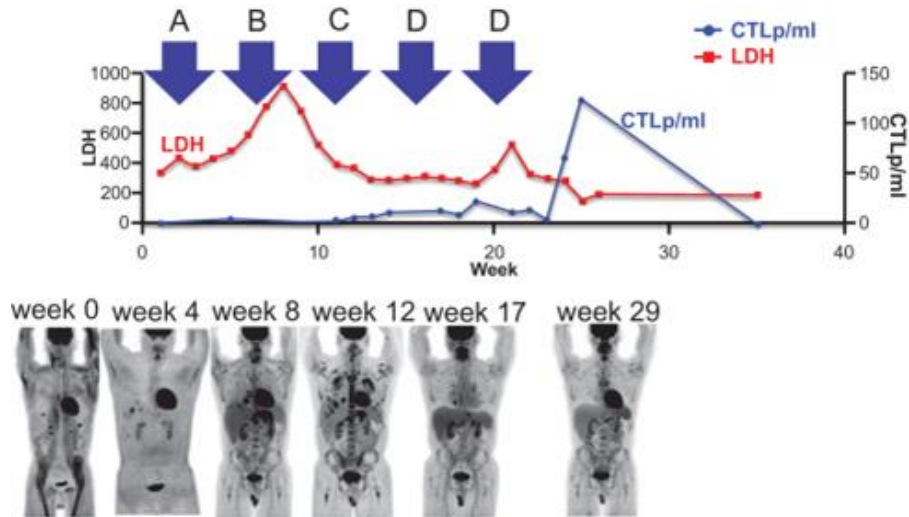 A B C D D
CTLp/ml
LDH
1000 150
800
600 100
400 50
200
0 0
LDH
CTLp/ml
LDH
CTLp/ml
0 10 20 30 40
Week
week 0 week 4 week 8 week 12 week 17 week 29